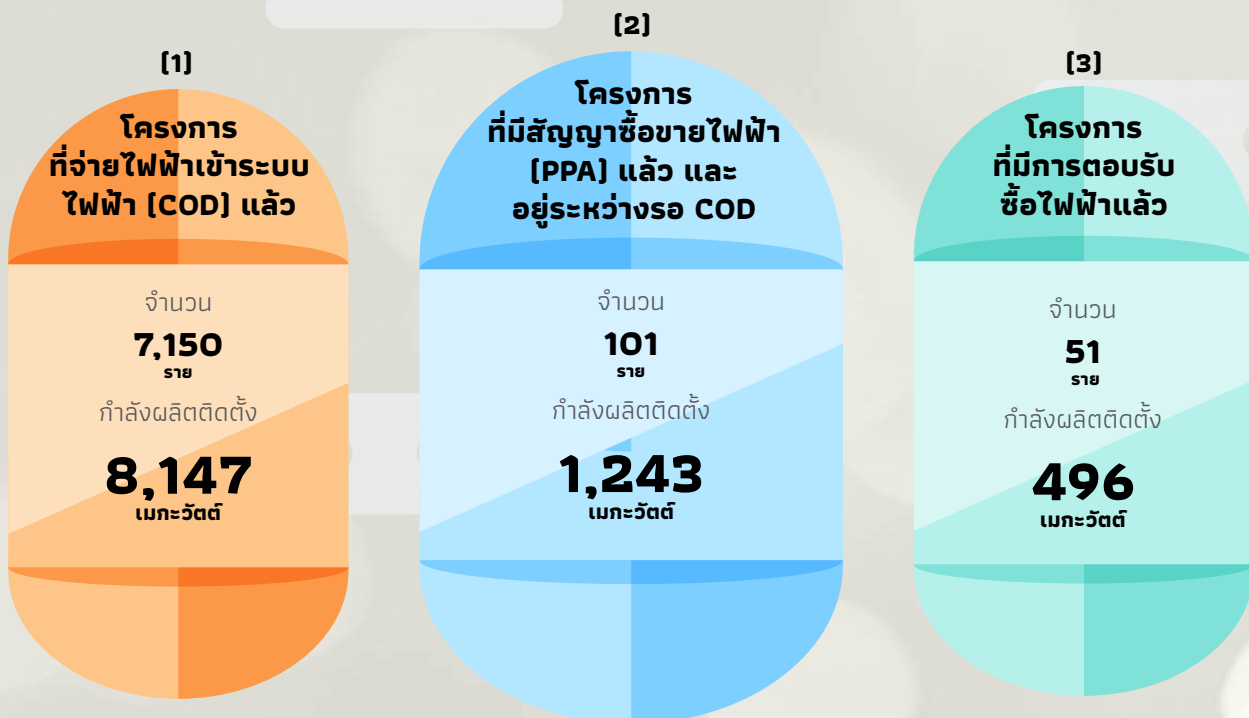 (1)
โครงการ
ที่จ่ายไฟฟ้าเข้าระบบ
ไฟฟ้า (COD) แล้ว
จำนวน
7,150
ราย
กำลังผลิตติดตั้ง
8,147
เมกะวัตต์
(2)
โครงการ
ที่มีสัญญาซื้อขายไฟฟ้า
(PPA) แล้ว และ
อยู่ระหว่างรอ COD
จำนวน
101
ราย
กำลังผลิตติดตั้ง
1,243
เมกะวัตต์
(3)
โครงการ
ที่มีการตอบรับ
ซื้อไฟฟ้าแล้ว
จำนวน
51
ราย
กำลังผลิตติดตั้ง
496
เมกะวัตต์